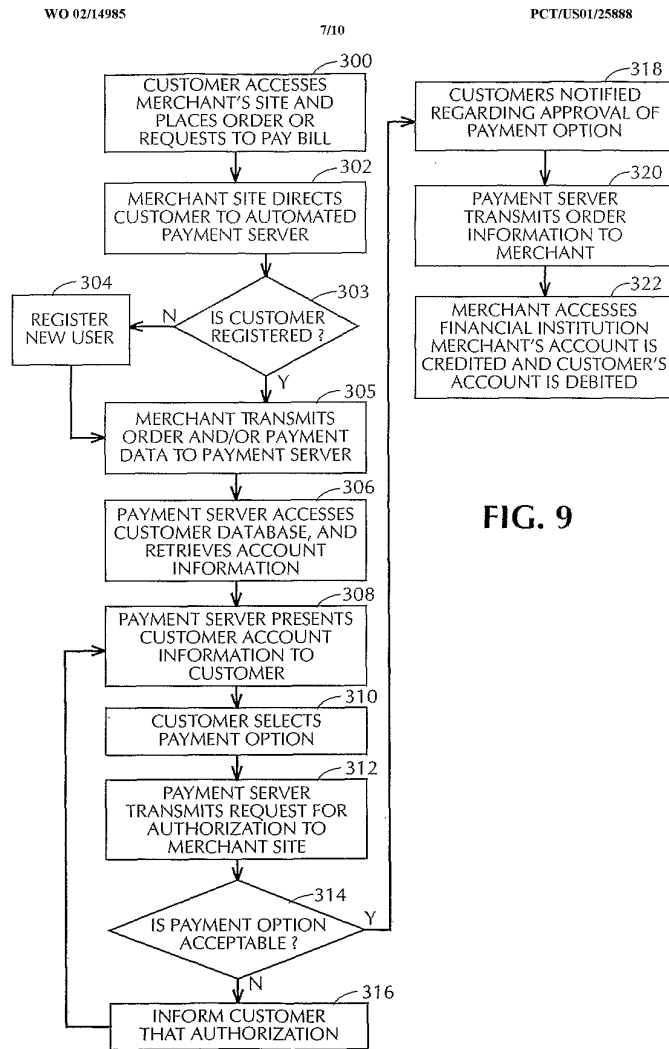 WO 02/14985
PCT/US01/25888
7/10
300
CUSTOMER ACCESSES
MERCHANT'S SITE AND
PLACES ORDER OR
REQUESTS TO PAY BILL
302
MERCHANT SITE DIRECTS
CUSTOMER TO AUTOMATED
PAYMENT SERVER
303
IS CUSTOMER
REGISTERED ?
N
Y
304
REGISTER
NEW USER
305
MERCHANT TRANSMITS
ORDER AND/OR PAYMENT
DATA TO PAYMENT SERVER
306
PAYMENT SERVER ACCESSES
CUSTOMER DATABASE, AND
RETRIEVES ACCOUNT
INFORMATION
308
PAYMENT SERVER PRESENTS
CUSTOMER ACCOUNT
INFORMATION TO
CUSTOMER
310
CUSTOMER SELECTS
PAYMENT OPTION
312
PAYMENT SERVER
TRANSMITS REQUEST FOR
AUTHORIZATION TO
MERCHANT SITE
314
IS PAYMENT OPTION
ACCEPTABLE ?
Y
N
316
INFORM CUSTOMER
THAT AUTHORIZATION
318
CUSTOMERS NOTIFIED
REGARDING APPROVAL OF
PAYMENT OPTION
320
PAYMENT SERVER
TRANSMITS ORDER
INFORMATION TO
MERCHANT
322
MERCHANT ACCESSES
FINANCIAL INSTITUTION
MERCHANT'S ACCOUNT IS
CREDITED AND CUSTOMER'S
ACCOUNT IS DEBITED
FIG. 9